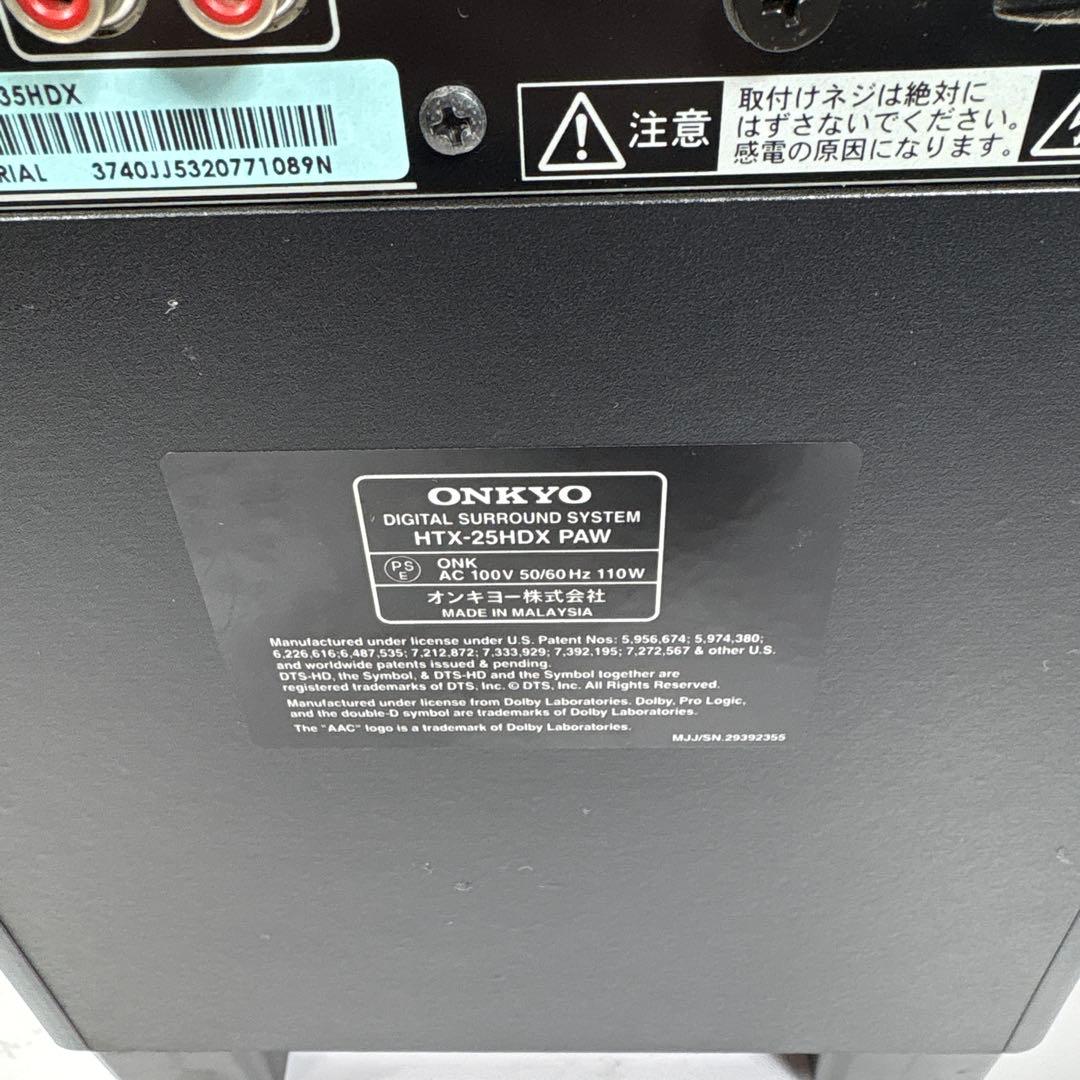 35HDX
RIAL 3740JJ5320771089N
注意
取付けネジは絶対に
はずさないでください。
感電の原因になります。
ONKYO
DIGITAL SURROUND SYSTEM
HTX-25HDX PAW
PS
E
ONK
AC 100V 50/60Hz 110W
オンキヨー株式会社
MADE IN MALAYSIA
Manufactured under license under U.S. Patent Nos: 5,956,674; 5,974,380;
6,226,616;6,487,535; 7,212,872; 7,333,929; 7,392,195; 7,272,567 & other U.S.
and worldwide patents issued & pending.
DTS-HD, the Symbol, & DTS-HD and the Symbol together are
registered trademarks of DTS, Inc. © DTS, Inc. All Rights Reserved.
Manufactured under license from Dolby Laboratories. Dolby, Pro Logic,
and the double-D symbol are trademarks of Dolby Laboratories.
The "AAC" logo is a trademark of Dolby Laboratories.
MJJ/SN.29392355